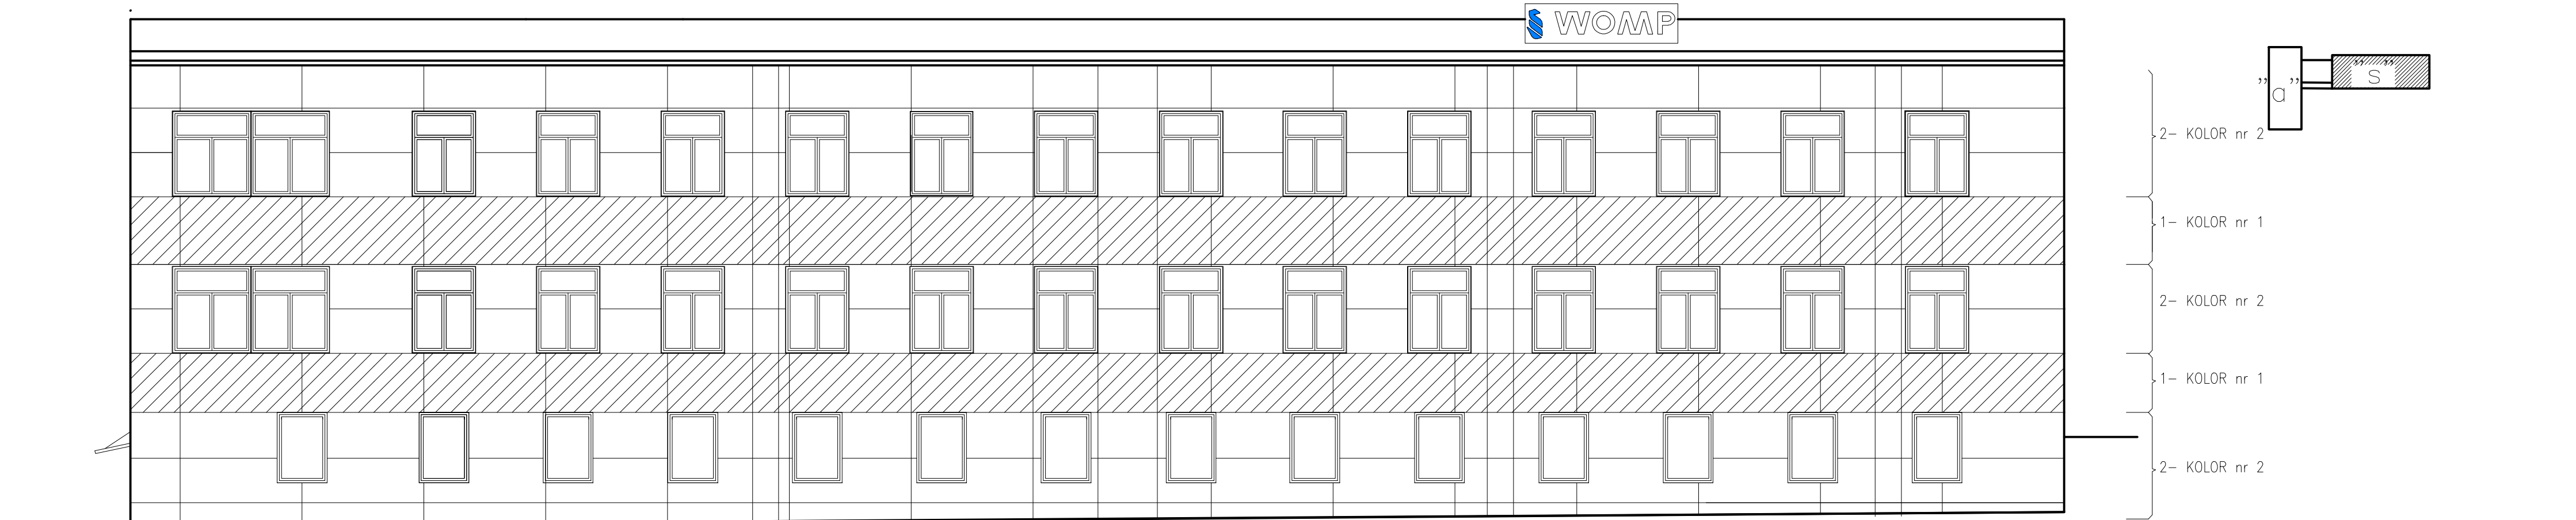 WOMP
„ a ”
„ s ”
2- KOLOR nr 2
1- KOLOR nr 1
2- KOLOR nr 2
1- KOLOR nr 1
2- KOLOR nr 2